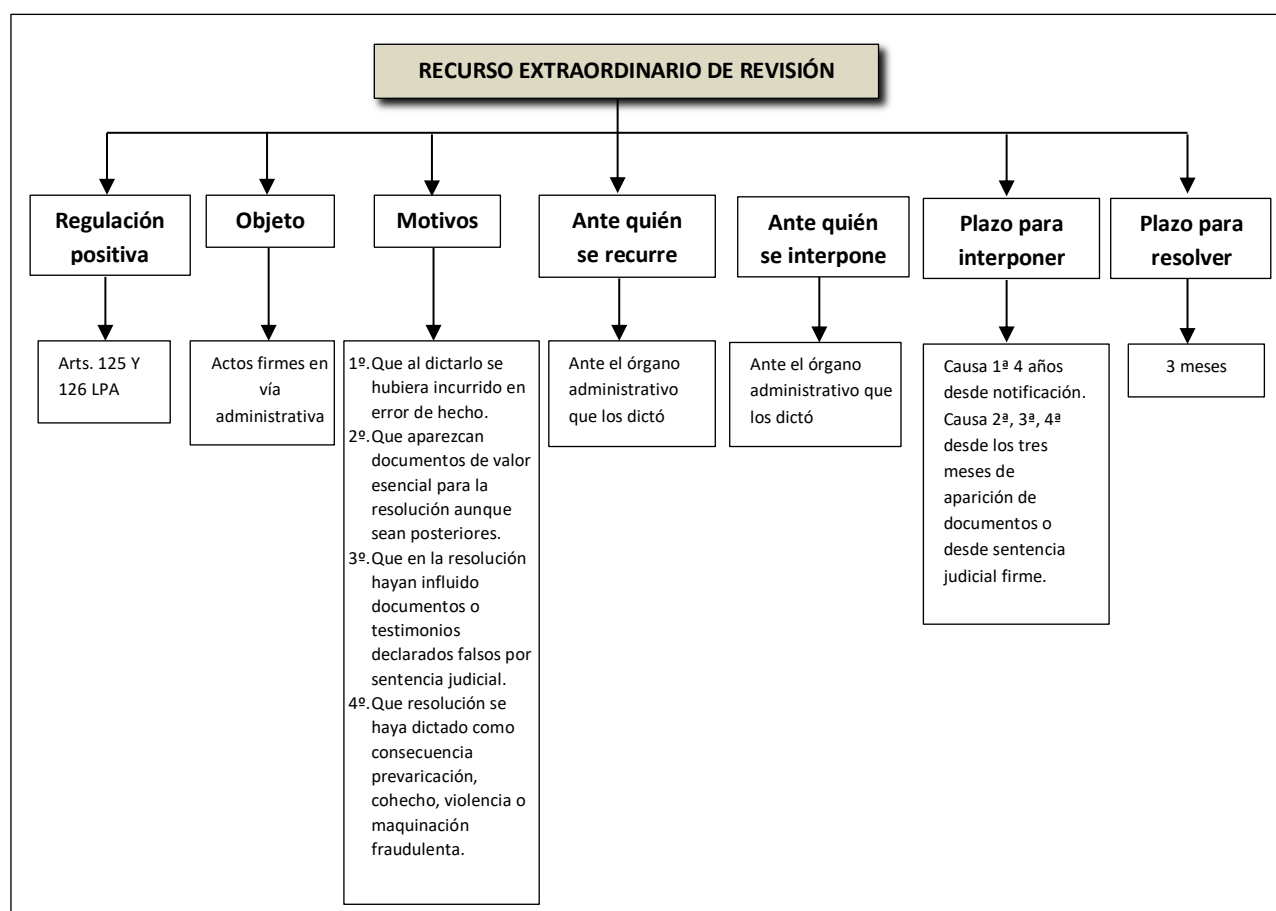 RECURSO EXTRAORDINARIO DE REVISIÓN
Regulación
positiva
Arts. 125 Y
126 LPA
Objeto
Actos firmes en
vía
administrativa
Motivos
1º. Que al dictarlo se
hubiera incurrido en
error de hecho.
2º. Que aparezcan
documentos de valor
esencial para la
resolución aunque
sean posteriores.
3º. Que en la resolución
hayan influido
documentos o
testimonios
declarados falsos por
sentencia judicial.
4º. Que resolución se
haya dictado como
consecuencia
prevaricación,
cohecho, violencia o
maquinación
fraudulenta.
Ante quién
se recurre
Ante el órgano
administrativo
que los dictó
Ante quién
se interpone
Ante el órgano
administrativo que
los dictó
Plazo para
interponer
Causa 1ª 4 años
desde notificación.
Causa 2ª, 3ª, 4ª
desde los tres
meses de
aparición de
documentos o
desde sentencia
judicial firme.
Plazo para
resolver
3 meses